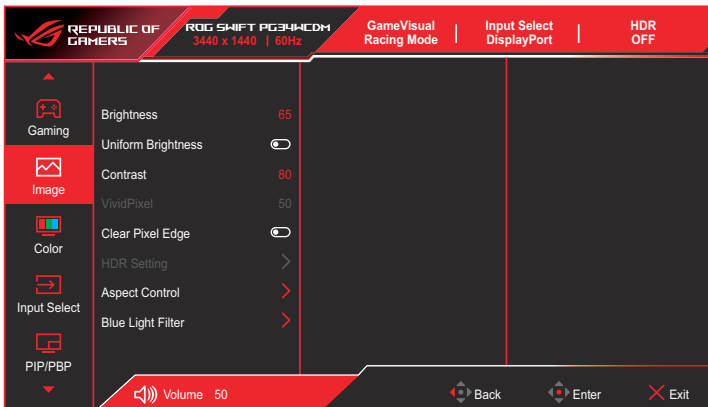 REPUBLIC OF
GAMERS
ROG SWIFT PG34WCDM
3440 x 1440 | 60Hz
GameVisual
Racing Mode
Input Select
DisplayPort
HDR
OFF
Gaming
Image
Color
Input Select
PIP/PBP
Brightness 65
Uniform Brightness
Contrast 80
VividPixel 50
Clear Pixel Edge
HDR Setting
Aspect Control
Blue Light Filter
Volume 50
Back
Enter
Exit